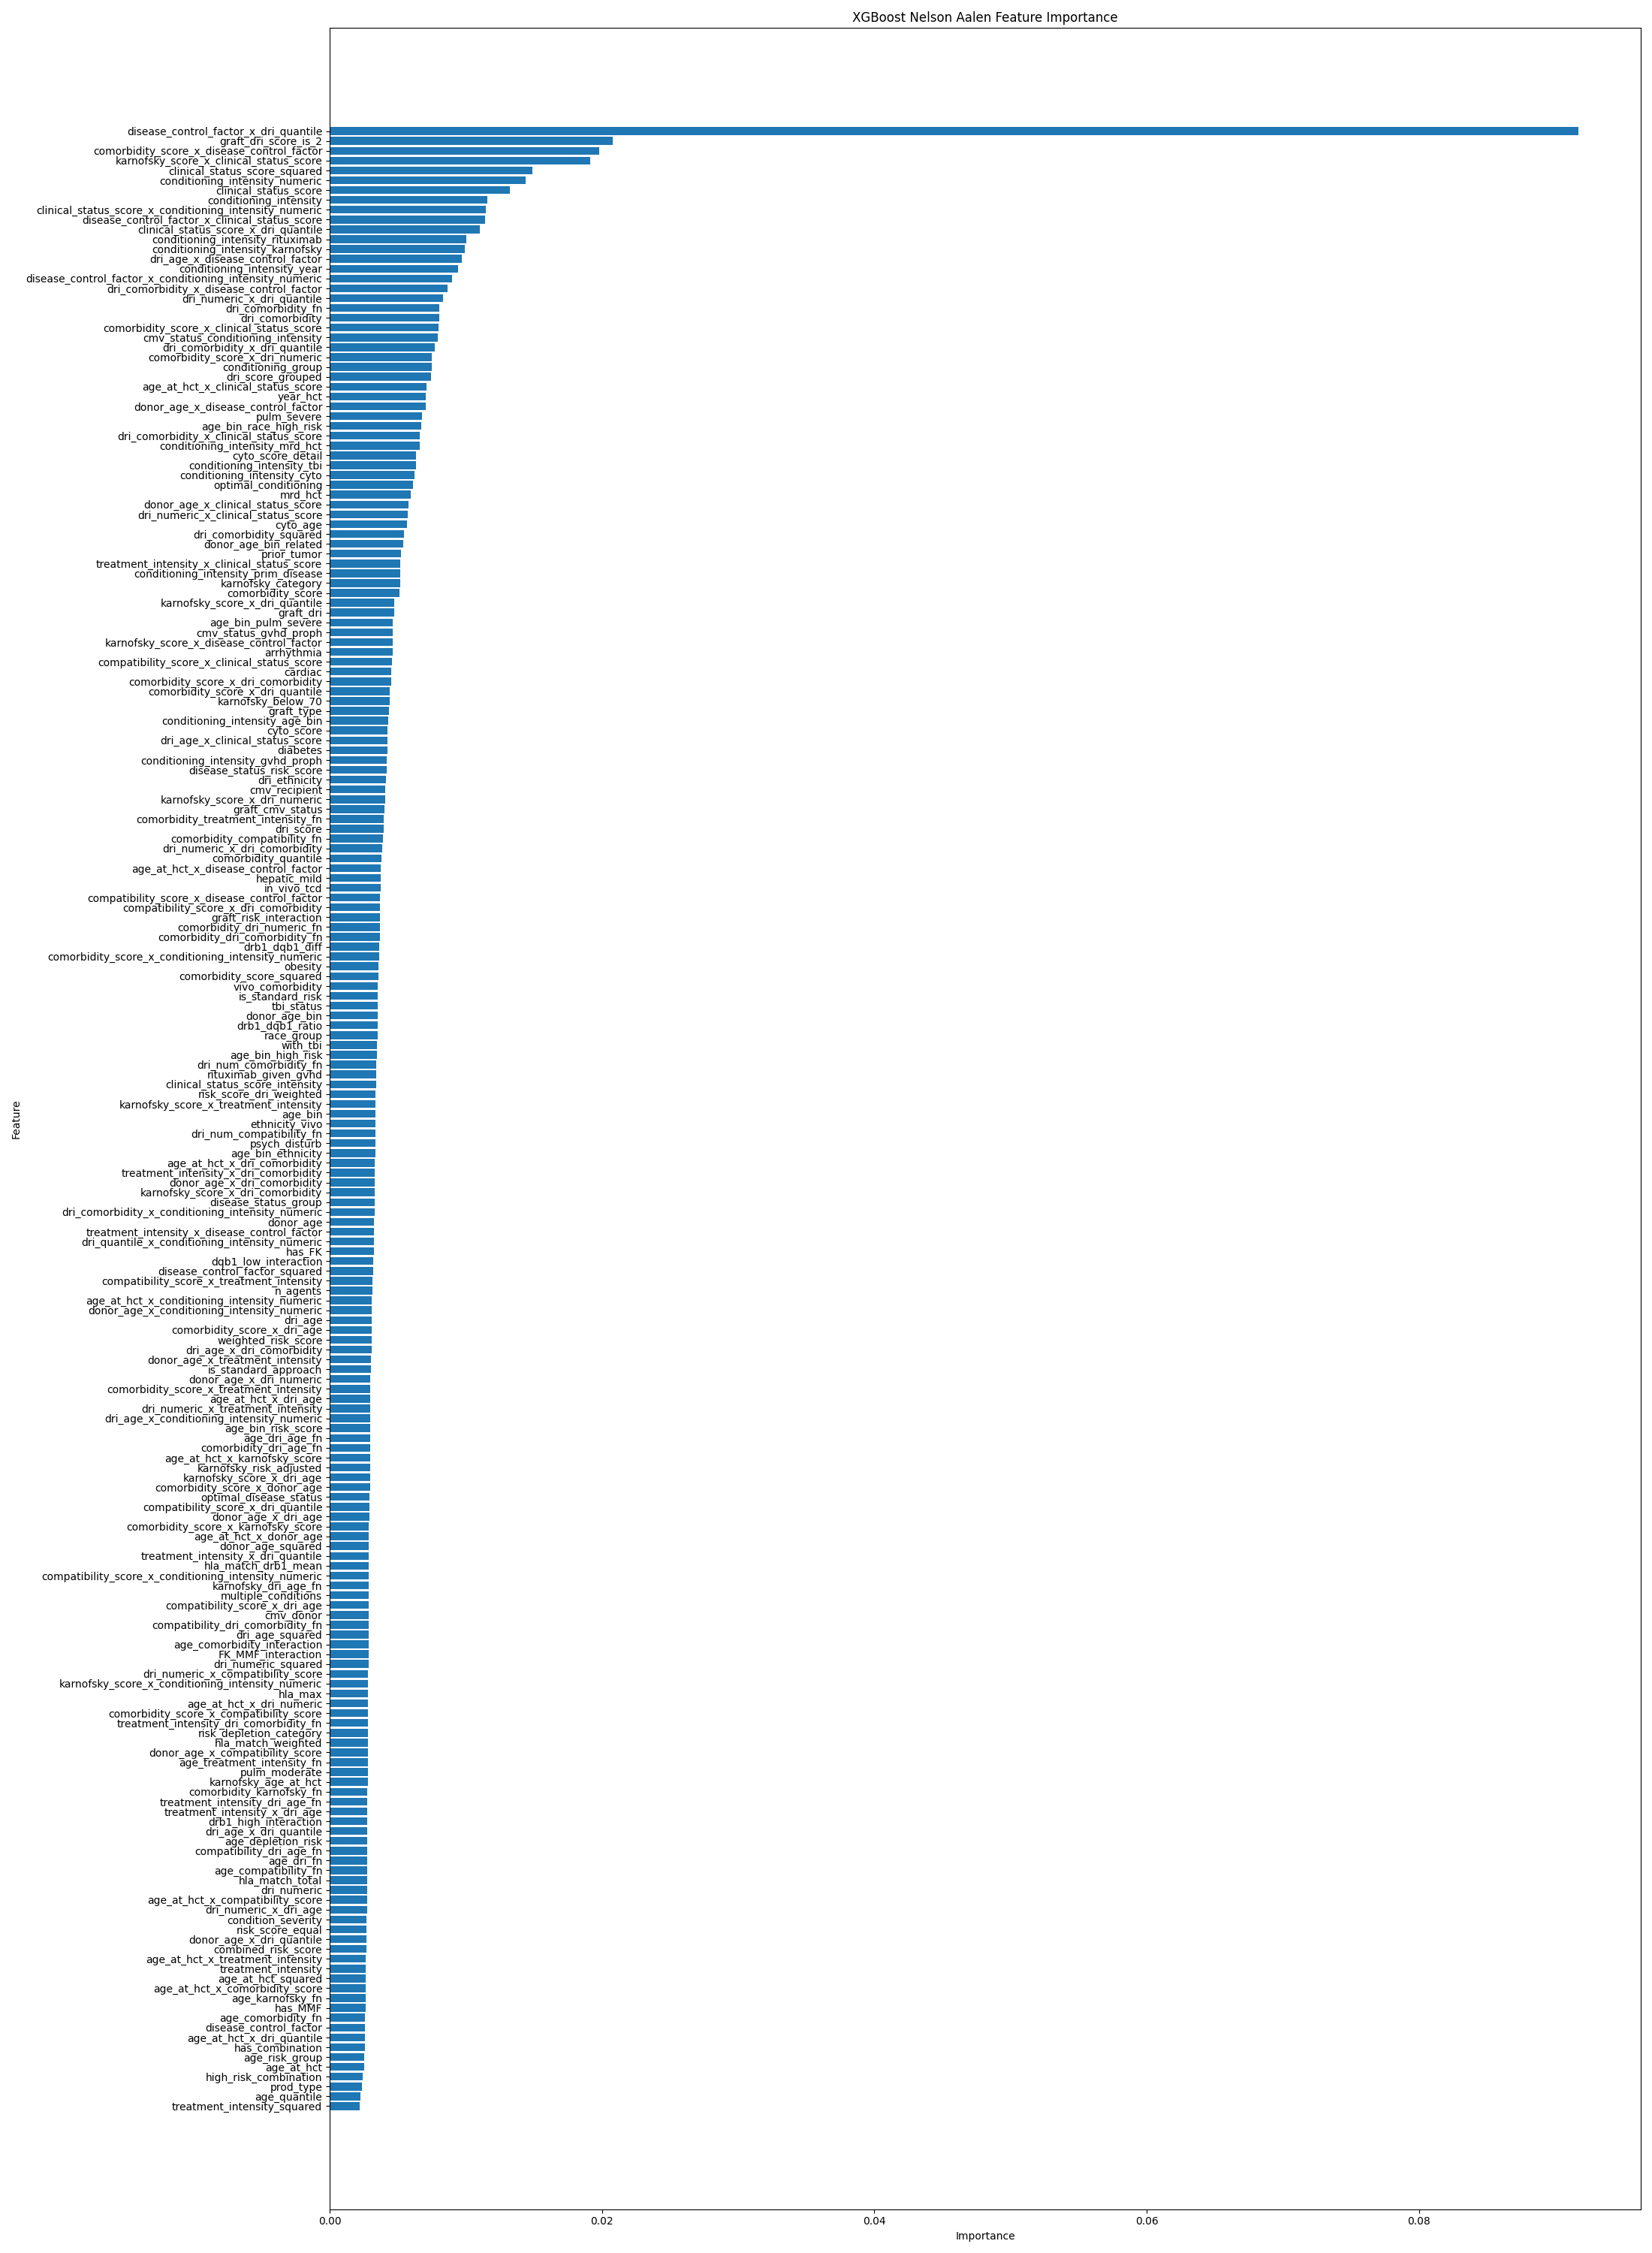 XGBoost Nelson Aalen Feature Importance
disease_control_factor_x_dri_quantile
graft_dri_score_is_2
comorbidity_score_x_disease_control_factor
karnofsky_score_x_clinical_status_score
clinical_status_score_squared
conditioning_intensity_numeric
clinical_status_score
conditioning_intensity
clinical_status_score_x_conditioning_intensity_numeric
disease_control_factor_x_clinical_status_score
clinical_status_score_x_dri_quantile
conditioning_intensity_rituximab
conditioning_intensity_karnofsky
dri_age_x_disease_control_factor
conditioning_intensity_year
disease_control_factor_x_conditioning_intensity_numeric
dri_comorbidity_x_disease_control_factor
dri_numeric_x_dri_quantile
dri_comorbidity_fn
dri_comorbidity
comorbidity_score_x_clinical_status_score
cmv_status_conditioning_intensity
dri_comorbidity_x_dri_quantile
comorbidity_score_x_dri_numeric
conditioning_group
dri_score_grouped
age_at_hct_x_clinical_status_score
year_hct
donor_age_x_disease_control_factor
pulm_severe
age_bin_race_high_risk
dri_comorbidity_x_clinical_status_score
conditioning_intensity_mrd_hct
cyto_score_detail
conditioning_intensity_tbi
conditioning_intensity_cyto
optimal_conditioning
mrd_hct
donor_age_x_clinical_status_score
dri_numeric_x_clinical_status_score
cyto_age
dri_comorbidity_squared
donor_age_bin_related
prior_tumor
treatment_intensity_x_clinical_status_score
conditioning_intensity_prim_disease
karnofsky_category
comorbidity_score
karnofsky_score_x_dri_quantile
graft_dri
age_bin_pulm_severe
cmv_status_gvhd_proph
karnofsky_score_x_disease_control_factor
arrhythmia
compatibility_score_x_clinical_status_score
cardiac
comorbidity_score_x_dri_comorbidity
comorbidity_score_x_dri_quantile
karnofsky_below_70
graft_type
conditioning_intensity_age_bin
cyto_score
dri_age_x_clinical_status_score
diabetes
conditioning_intensity_gvhd_proph
disease_status_risk_score
dri_ethnicity
cmv_recipient
karnofsky_score_x_dri_numeric
graft_cmv_status
comorbidity_treatment_intensity_fn
dri_score
comorbidity_compatibility_fn
dri_numeric_x_dri_comorbidity
comorbidity_quantile
age_at_hct_x_disease_control_factor
hepatic_mild
in_vivo_tcd
compatibility_score_x_disease_control_factor
compatibility_score_x_dri_comorbidity
graft_risk_interaction
comorbidity_dri_numeric_fn
comorbidity_dri_comorbidity_fn
drb1_dqb1_diff
comorbidity_score_x_conditioning_intensity_numeric
obesity
comorbidity_score_squared
vivo_comorbidity
is_standard_risk
tbi_status
donor_age_bin
drb1_dqb1_ratio
race_group
with_tbi
age_bin_high_risk
dri_num_comorbidity_fn
rituximab_given_gvhd
clinical_status_score_intensity
risk_score_dri_weighted
karnofsky_score_x_treatment_intensity
age_bin
ethnicity_vivo
dri_num_compatibility_fn
psych_disturb
age_bin_ethnicity
age_at_hct_x_dri_comorbidity
treatment_intensity_x_dri_comorbidity
donor_age_x_dri_comorbidity
karnofsky_score_x_dri_comorbidity
disease_status_group
dri_comorbidity_x_conditioning_intensity_numeric
donor_age
treatment_intensity_x_disease_control_factor
dri_quantile_x_conditioning_intensity_numeric
has_FK
dqb1_low_interaction
disease_control_factor_squared
compatibility_score_x_treatment_intensity
n_agents
age_at_hct_x_conditioning_intensity_numeric
donor_age_x_conditioning_intensity_numeric
dri_age
comorbidity_score_x_dri_age
weighted_risk_score
dri_age_x_dri_comorbidity
donor_age_x_treatment_intensity
is_standard_approach
donor_age_x_dri_numeric
comorbidity_score_x_treatment_intensity
age_at_hct_x_dri_age
dri_numeric_x_treatment_intensity
dri_age_x_conditioning_intensity_numeric
age_bin_risk_score
age_dri_age_fn
comorbidity_dri_age_fn
age_at_hct_x_karnofsky_score
karnofsky_risk_adjusted
karnofsky_score_x_dri_age
comorbidity_score_x_donor_age
optimal_disease_status
compatibility_score_x_dri_quantile
donor_age_x_dri_age
comorbidity_score_x_karnofsky_score
age_at_hct_x_donor_age
donor_age_squared
treatment_intensity_x_dri_quantile
hla_match_drb1_mean
compatibility_score_x_conditioning_intensity_numeric
karnofsky_dri_age_fn
multiple_conditions
compatibility_score_x_dri_age
cmv_donor
compatibility_dri_comorbidity_fn
dri_age_squared
age_comorbidity_interaction
FK_MMF_interaction
dri_numeric_squared
dri_numeric_x_compatibility_score
karnofsky_score_x_conditioning_intensity_numeric
hla_max
age_at_hct_x_dri_numeric
comorbidity_score_x_compatibility_score
treatment_intensity_dri_comorbidity_fn
risk_depletion_category
hla_match_weighted
donor_age_x_compatibility_score
age_treatment_intensity_fn
pulm_moderate
karnofsky_age_at_hct
comorbidity_karnofsky_fn
treatment_intensity_dri_age_fn
treatment_intensity_x_dri_age
drb1_high_interaction
dri_age_x_dri_quantile
age_depletion_risk
compatibility_dri_age_fn
age_dri_fn
age_compatibility_fn
hla_match_total
dri_numeric
age_at_hct_x_compatibility_score
dri_numeric_x_dri_age
condition_severity
risk_score_equal
donor_age_x_dri_quantile
combined_risk_score
age_at_hct_x_treatment_intensity
treatment_intensity
age_at_hct_squared
age_at_hct_x_comorbidity_score
age_karnofsky_fn
has_MMF
age_comorbidity_fn
disease_control_factor
age_at_hct_x_dri_quantile
has_combination
age_risk_group
age_at_hct
high_risk_combination
prod_type
age_quantile
treatment_intensity_squared
Feature
0.00 0.02 0.04 0.06 0.08
Importance